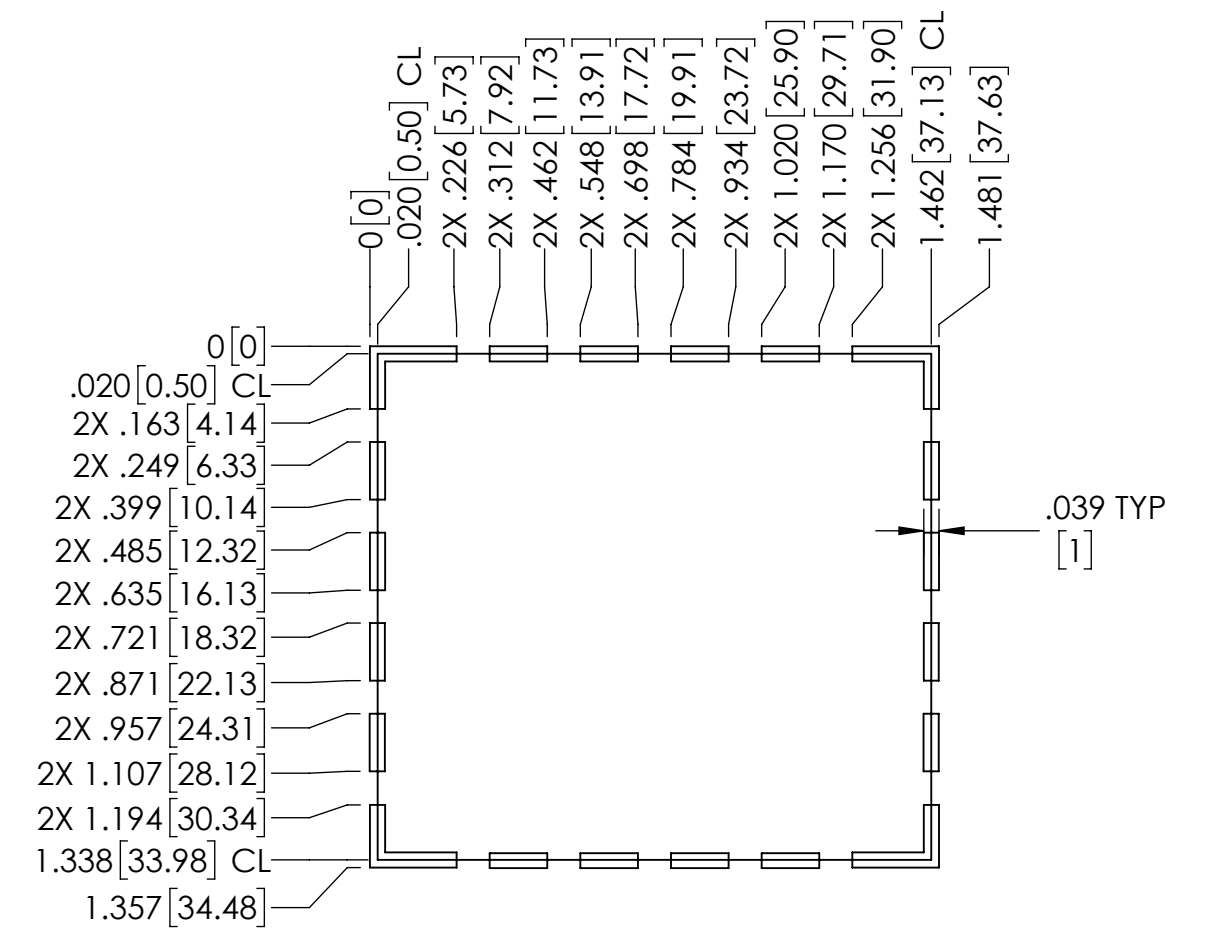 0[0]
.020[0.50] CL
2X .226[5.73]
2X .312[7.92]
2X .462[11.73]
2X .548[13.91]
2X .698[17.72]
2X .784[19.91]
2X .934[23.72]
2X 1.020[25.90]
2X 1.170[29.71]
2X 1.256[31.90]
1.462[37.13] CL
1.481[37.63]
0[0]
.020[0.50] CL
2X .163[4.14]
2X .249[6.33]
2X .399[10.14]
2X .485[12.32]
2X .635[16.13]
2X .721[18.32]
2X .871[22.13]
2X .957[24.31]
2X 1.107[28.12]
2X 1.194[30.34]
1.338[33.98] CL
1.357[34.48]
.039 TYP
[1]